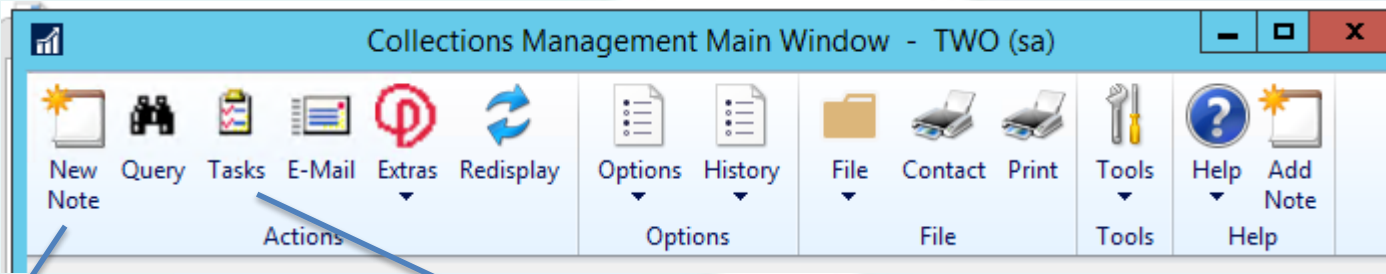 Collections Management Main Window - TWO (sa)
New Note Query Tasks E-Mail Extras Redisplay Options History File Contact Print Tools Help Add Note
Actions Options File Tools Help